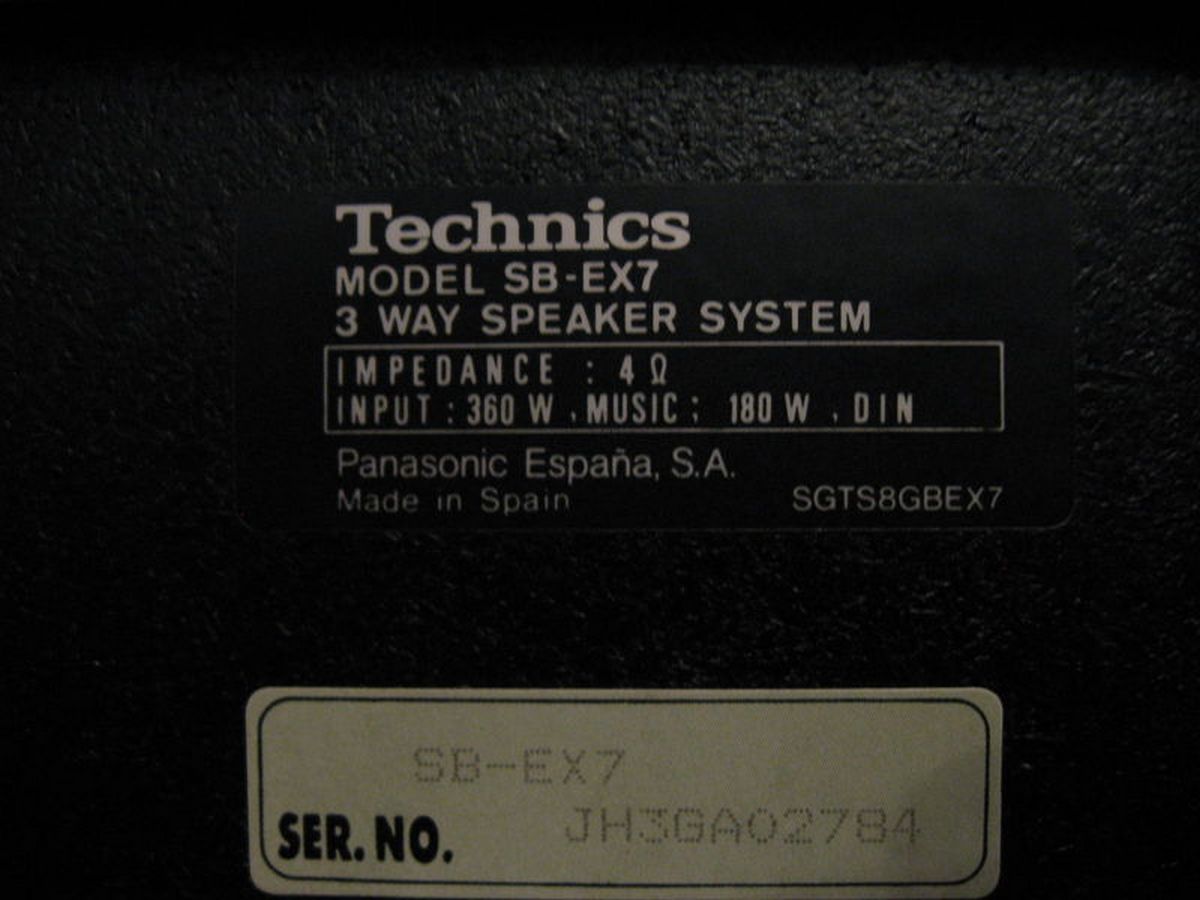 Technics
MODEL SB-EX7
3 WAY SPEAKER SYSTEM
IMPEDANCE : 4 Ω
INPUT : 360 W , MUSIC ; 180 W , DIN
Panasonic España, S.A.
Made in Spain SGTS8GBEX7
SB-EX7
SER. NO. JH3GA02784